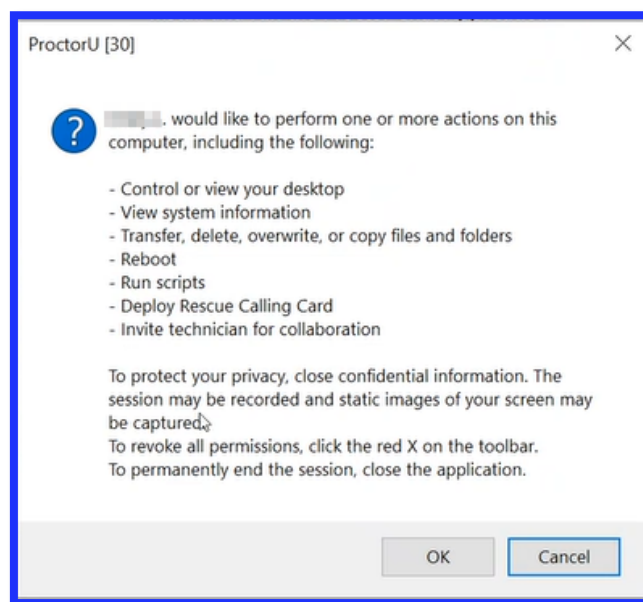 ProctorU [30]
. would like to perform one or more actions on this
computer, including the following:
- Control or view your desktop
- View system information
- Transfer, delete, overwrite, or copy files and folders
- Reboot
- Run scripts
- Deploy Rescue Calling Card
- Invite technician for collaboration
To protect your privacy, close confidential information. The
session may be recorded and static images of your screen may
be captured.
To revoke all permissions, click the red X on the toolbar.
To permanently end the session, close the application.
OK Cancel